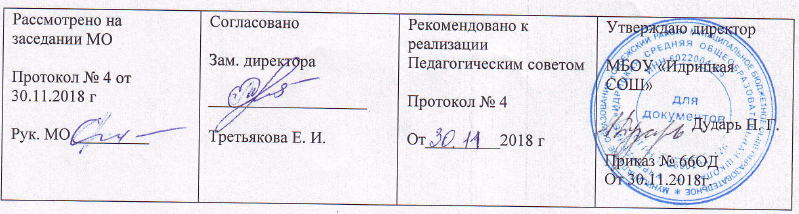 Рассмотрено на
заседании МО
Протокол № 4 от
30.11.2018 г
Рук. МО
Согласовано
Зам. директора
Третьякова Е. И.
Рекомендовано к
реализации
Педагогическим советом
Протокол № 4
От 30.11 2018 г
Утверждаю директор
МБОУ «Идрицкая
СОШ»
для
документов
Дударь Н. Г.
Приказ № 66ОД
От 30.11.2018г.